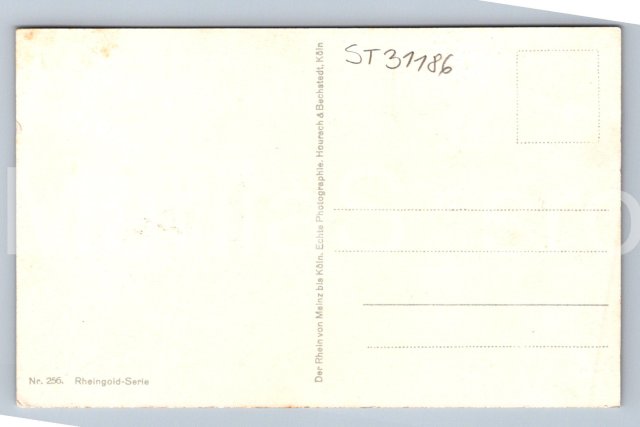 ST31186
Der Rhein von Mainz bis Köln. Echte Photographie. Hoursch & Bechstedt, Köln
Nr. 256. Rheingold-Serie